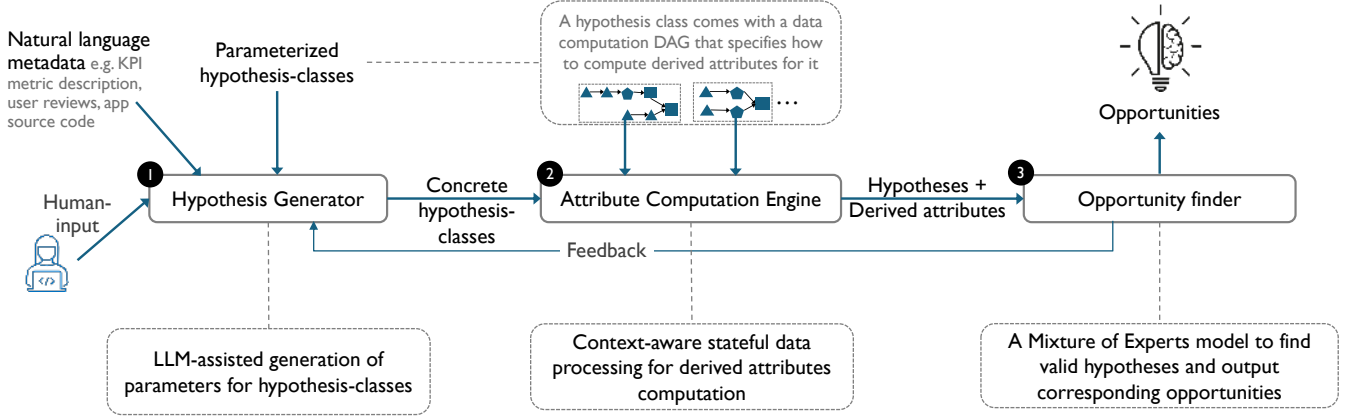 Natural language
metadata e.g. KPI
metric description,
user reviews, app
source code
Parameterized
hypothesis-classes
A hypothesis class comes with a data
computation DAG that specifies how
to compute derived attributes for it
...
Opportunities
Human-
input
</>
1
Hypothesis Generator
Concrete
hypothesis-
classes
2
Attribute Computation Engine
Hypotheses +
Derived attributes
3
Opportunity finder
Feedback
LLM-assisted generation of
parameters for hypothesis-classes
Context-aware stateful data
processing for derived attributes
computation
A Mixture of Experts model to find
valid hypotheses and output
corresponding opportunities